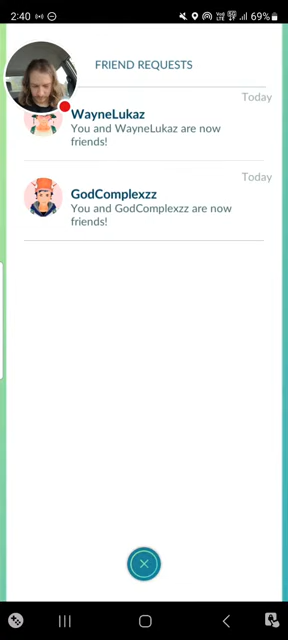 2:40
69%
FRIEND REQUESTS
Today
WayneLukaz
You and WayneLukaz are now
friends!
Today
GodComplexzz
You and GodComplexzz are now
friends!